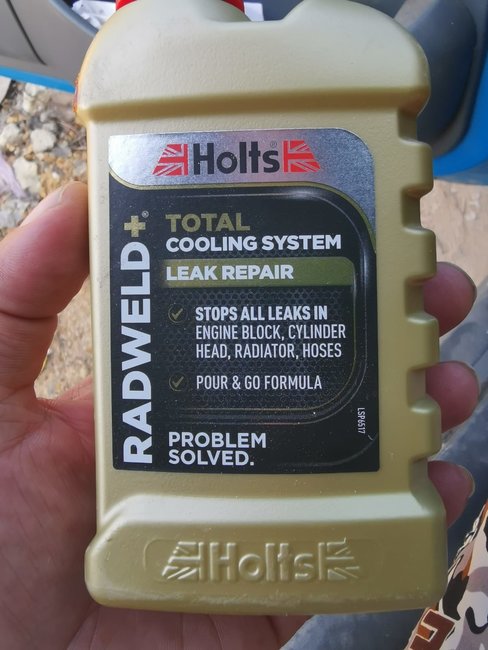 Holts®
RADWELD+®
TOTAL
COOLING SYSTEM
LEAK REPAIR
STOPS ALL LEAKS IN
ENGINE BLOCK, CYLINDER
HEAD, RADIATOR, HOSES
POUR & GO FORMULA
LSPA6517
PROBLEM
SOLVED.
Holts